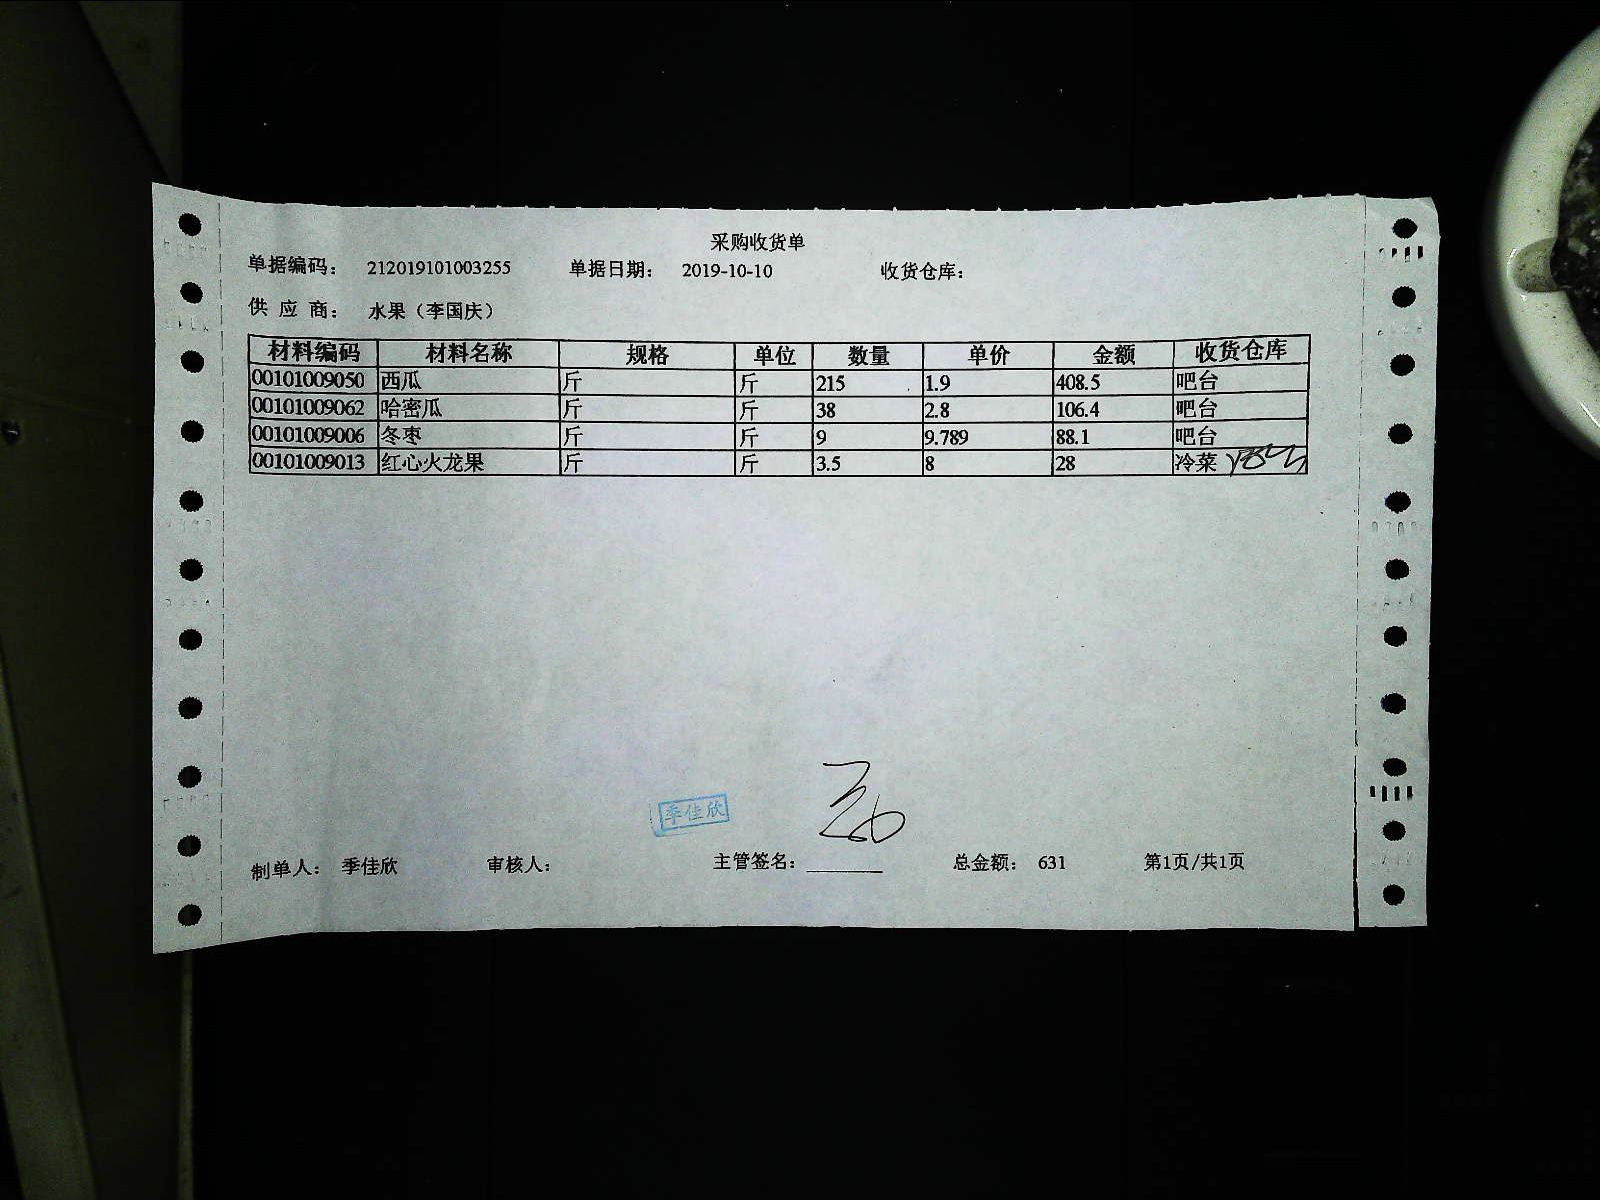 采购收货单
单据编码： 212019101003255 单据日期： 2019-10-10 收货仓库：
供 应 商： 水果（李国庆）
材料编码 材料名称 规格 单位 数量 单价 金额 收货仓库
00101009050 西瓜 斤 斤 215 1.9 408.5 吧台
00101009062 哈密瓜 斤 斤 38 2.8 106.4 吧台
00101009006 冬枣 斤 斤 9 9.789 88.1 吧台
00101009013 红心火龙果 斤 斤 3.5 8 28 冷菜
季佳欣
制单人： 季佳欣 审核人： 主管签名： 总金额： 631 第1页/共1页